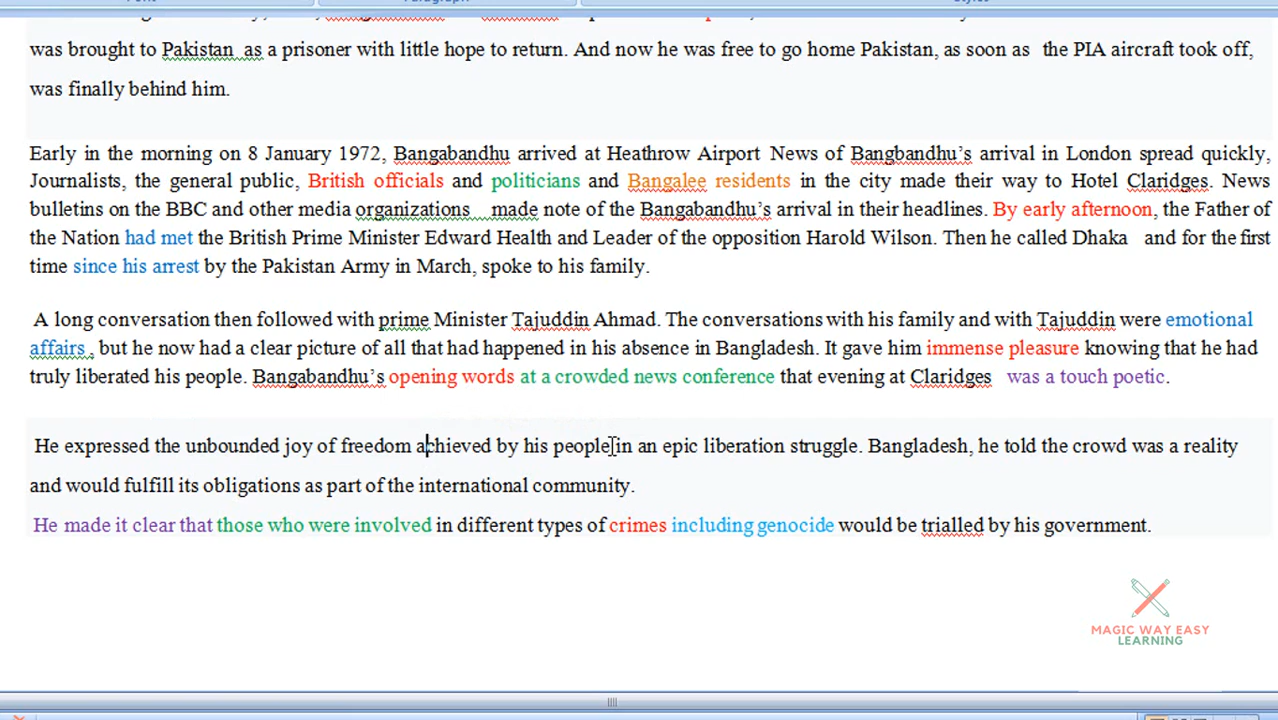 was brought to Pakistan as a prisoner with little hope to return. And now he was free to go home Pakistan, as soon as the PIA aircraft took off,
was finally behind him.
Early in the morning on 8 January 1972, Bangabandhu arrived at Heathrow Airport News of Bangbandhu's arrival in London spread quickly,
Journalists, the general public, British officials and politicians and Bangalee residents in the city made their way to Hotel Claridges. News
bulletins on the BBC and other media organizations made note of the Bangabandhu's arrival in their headlines. By early afternoon, the Father of
the Nation had met the British Prime Minister Edward Health and Leader of the opposition Harold Wilson. Then he called Dhaka and for the first
time since his arrest by the Pakistan Army in March, spoke to his family.
A long conversation then followed with prime Minister Tajuddin Ahmad. The conversations with his family and with Tajuddin were emotional
affairs , but he now had a clear picture of all that had happened in his absence in Bangladesh. It gave him immense pleasure knowing that he had
truly liberated his people. Bangabandhu's opening words at a crowded news conference that evening at Claridges was a touch poetic.
He expressed the unbounded joy of freedom achieved by his people in an epic liberation struggle. Bangladesh, he told the crowd was a reality
and would fulfill its obligations as part of the international community.
He made it clear that those who were involved in different types of crimes including genocide would be trialled by his government.
MAGIC WAY EASY
LEARNING